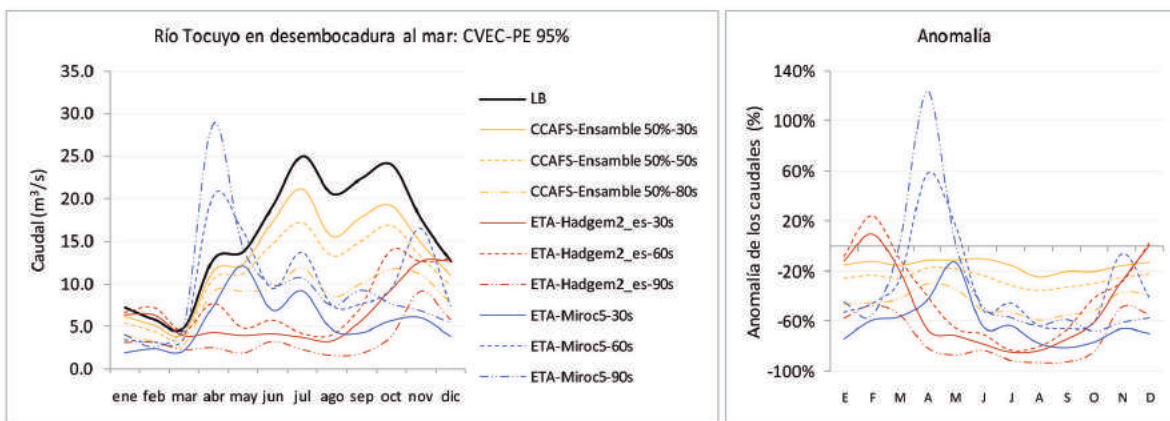 Río Tocuyo en desembocadura al mar: CVEC-PE 95%
Caudal (m³/s)
35.0
30.0
25.0
20.0
15.0
10.0
5.0
0.0
ene feb mar abr may jun jul ago sep oct nov dic
LB
CCAFS-Ensamble 50%-30s
CCAFS-Ensamble 50%-50s
CCAFS-Ensamble 50%-80s
ETA-Hadgem2_es-30s
ETA-Hadgem2_es-60s
ETA-Hadgem2_es-90s
ETA-Miroc5-30s
ETA-Miroc5-60s
ETA-Miroc5-90s
Anomalía
Anomalía de los caudales (%)
140%
100%
60%
20%
-20%
-60%
-100%
E F M A M J J A S O N D